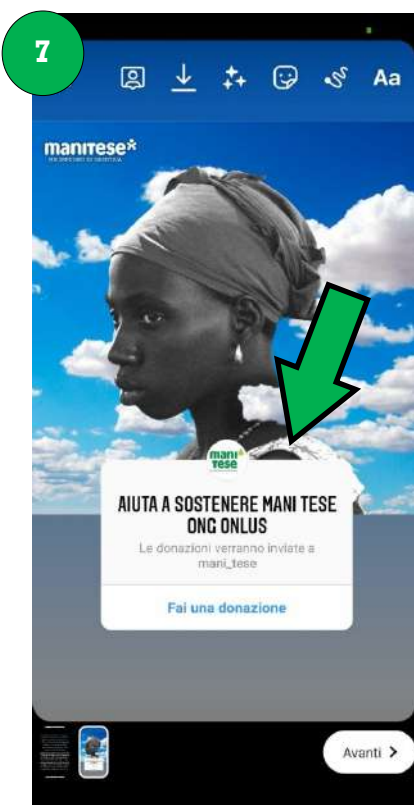 7
Aa
manitese
mani
tese
AIUTA A SOSTENERE MANI TESE
ONG ONLUS
Le donazioni verranno inviate a
mani_tese
Fai una donazione
Avanti >